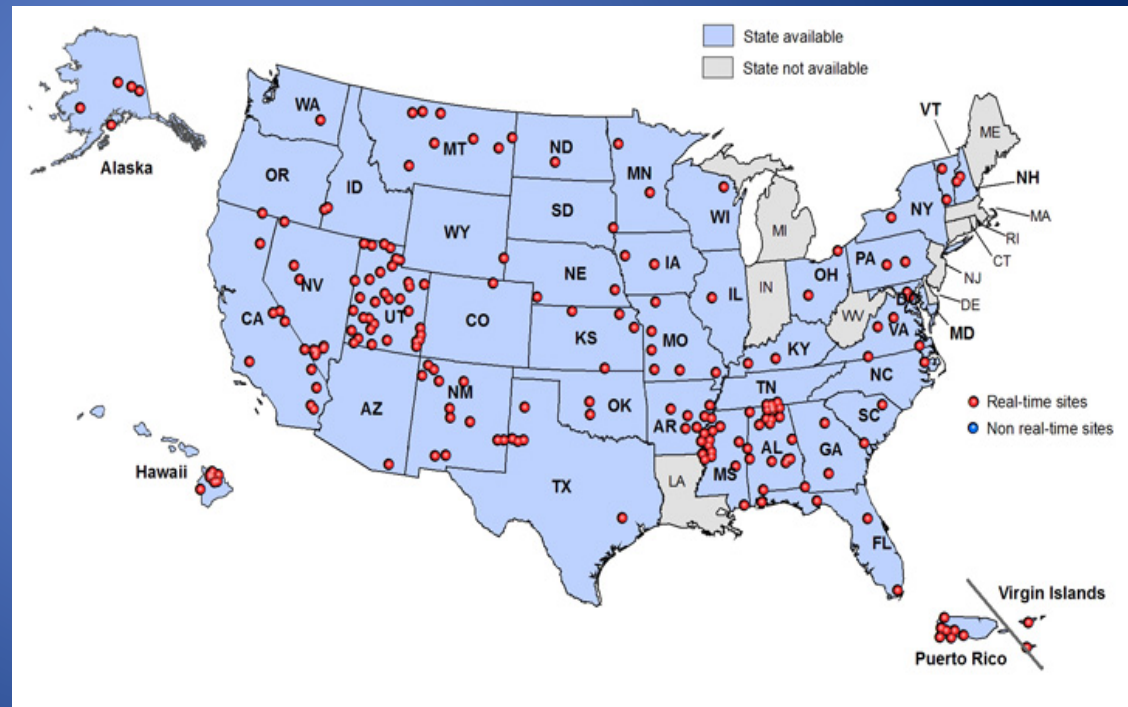 State available
State not available
Alaska
WA
MT
ND
MN
VT
ME
OR
ID
SD
WI
MI
NY
NH
MA
RI
CT
WY
IA
PA
NJ
NV
NE
IL
IN
OH
DE
CA
UT
CO
KS
MO
WV
DC
VA
MD
KY
AZ
NM
OK
AR
TN
NC
SC
Real-time sites
Non real-time sites
Hawaii
TX
LA
MS
AL
GA
FL
Virgin Islands
Puerto Rico